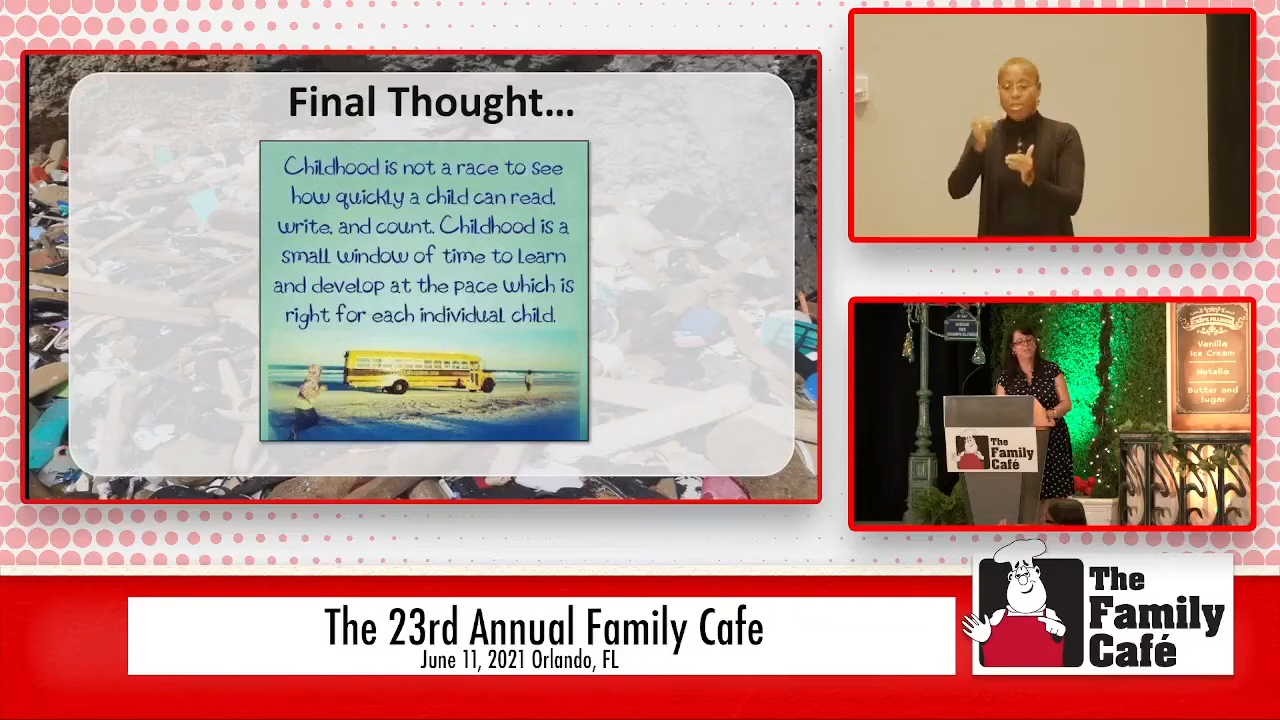 Final Thought...
Childhood is not a race to see
how quickly a child can read,
write, and count. Childhood is a
small window of time to learn
and develop at the pace which is
right for each individual child.
Vanilla
Ice Cream
Nutella
Butter and
Sugar
The
Family
Café
The 23rd Annual Family Cafe
June 11, 2021 Orlando, FL
The
Family
Café